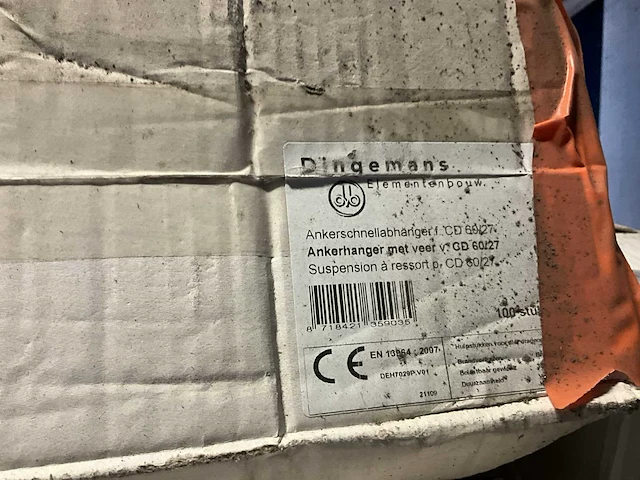 Dingemans
Elementenbouw.
Ankerschnellabhänger f. CD 60/27
Ankerhanger met veer v. CD 60/27
Suspension à ressort p. CD 60/27
8 718421 359035
100 stu
CE EN 13964 : 2007
DEH7029P.V01
21109